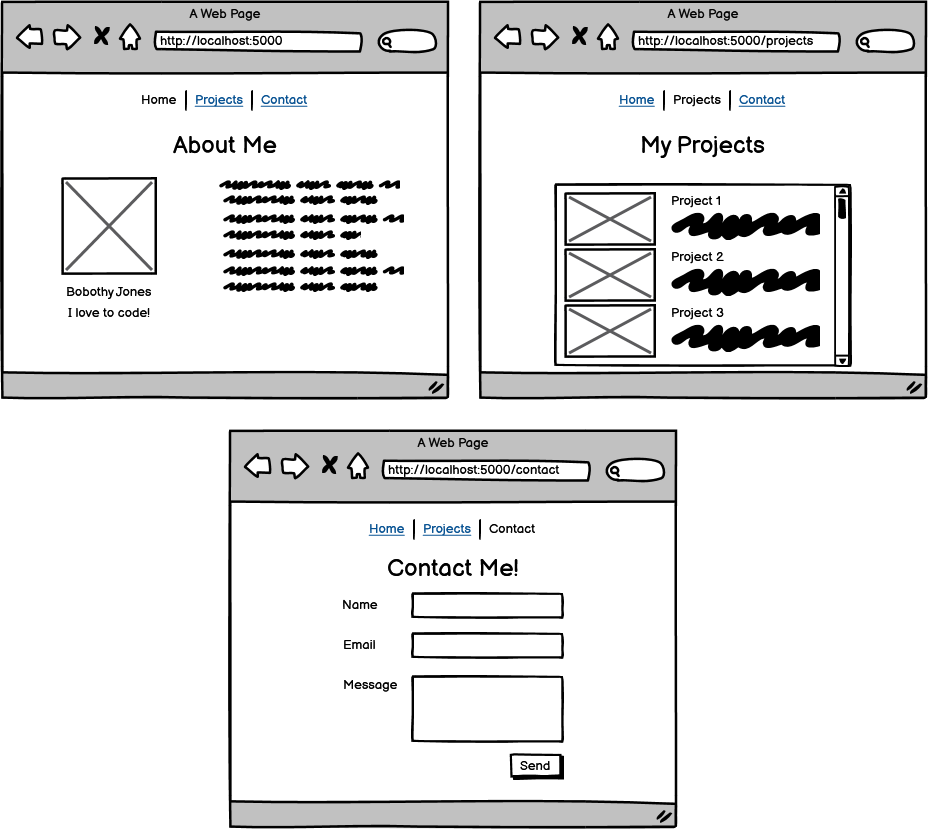 A Web Page
http://localhost:5000
Home | Projects | Contact
About Me
Bobothy Jones
I love to code!
A Web Page
http://localhost:5000/projects
Home | Projects | Contact
My Projects
Project 1
Project 2
Project 3
A Web Page
http://localhost:5000/contact
Home | Projects | Contact
Contact Me!
Name
Email
Message
Send